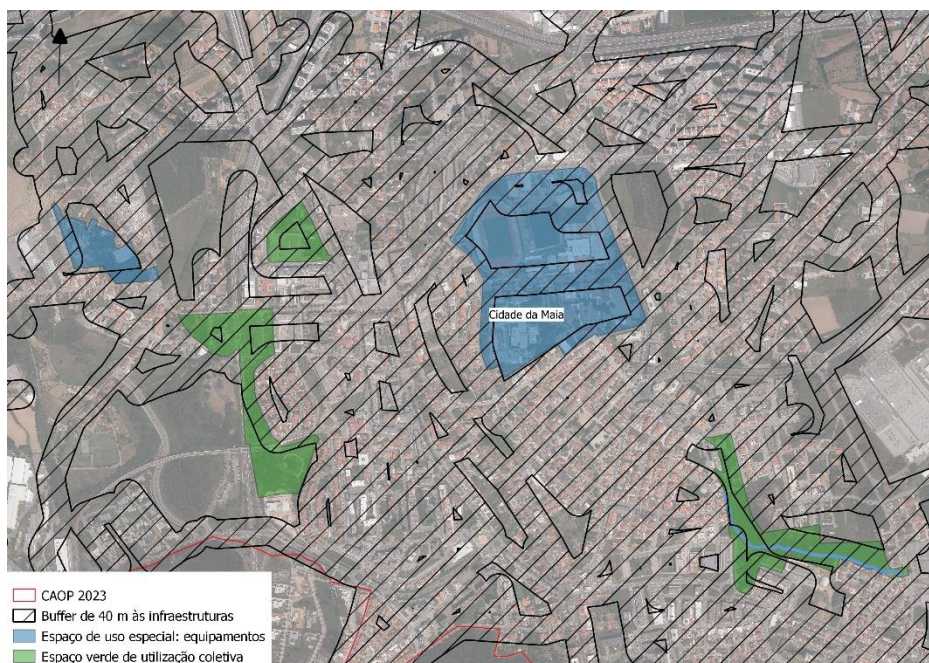 Cidade da Maia
CAOP 2023
Buffer de 40 m às infraestruturas
Espaço de uso especial: equipamentos
Espaço verde de utilização coletiva